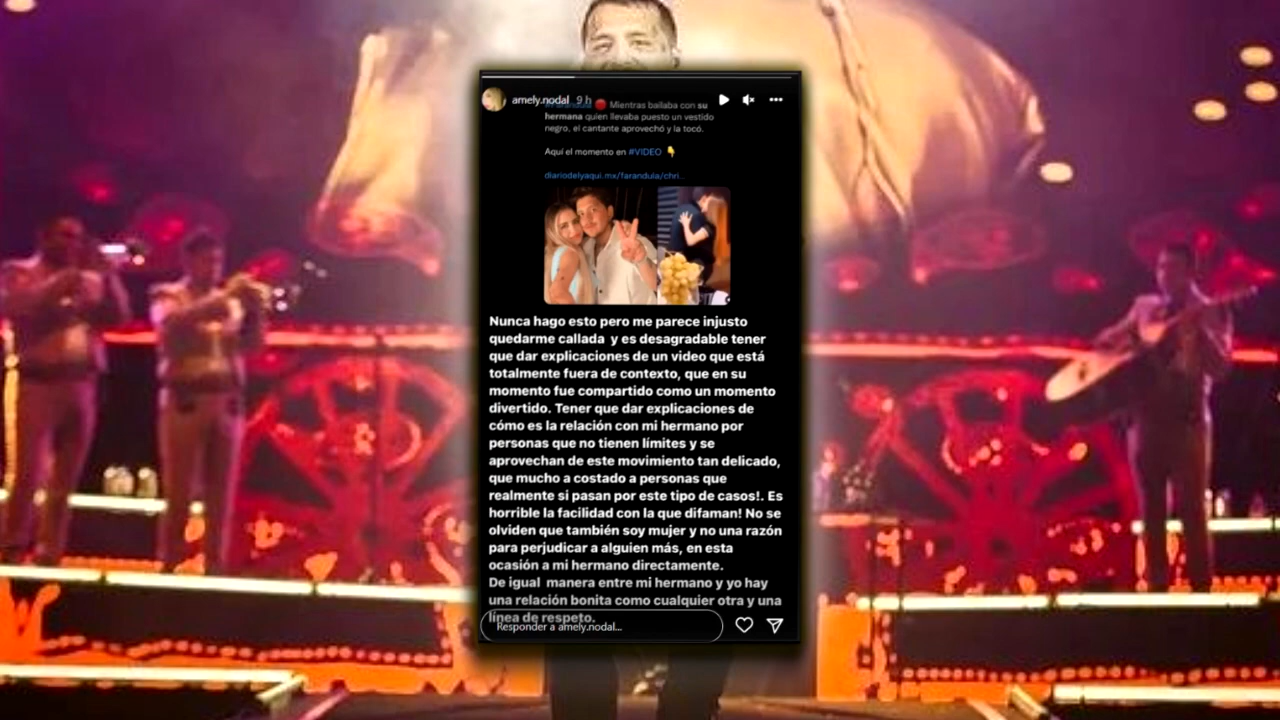 amely.nodal 9 h
Mientras bailaba con su
hermana quien llevaba puesto un vestido
negro, el cantante aprovechó y la tocó.
Aquí el momento en #VIDEO 👇
diariodelyaqui.mx/farandula/chri...
Nunca hago esto pero me parece injusto
quedarme callada y es desagradable tener
que dar explicaciones de un video que está
totalmente fuera de contexto, que en su
momento fue compartido como un momento
divertido. Tener que dar explicaciones de
cómo es la relación con mi hermano por
personas que no tienen límites y se
aprovechan de este movimiento tan delicado,
que mucho a costado a personas que
realmente si pasan por este tipo de casos!. Es
horrible la facilidad con la que difaman! No se
olviden que también soy mujer y no una razón
para perjudicar a alguien más, en esta
ocasión a mi hermano directamente.
De igual manera entre mi hermano y yo hay
una relación bonita como cualquier otra y una
línea de respeto.
Responder a amely.nodal...